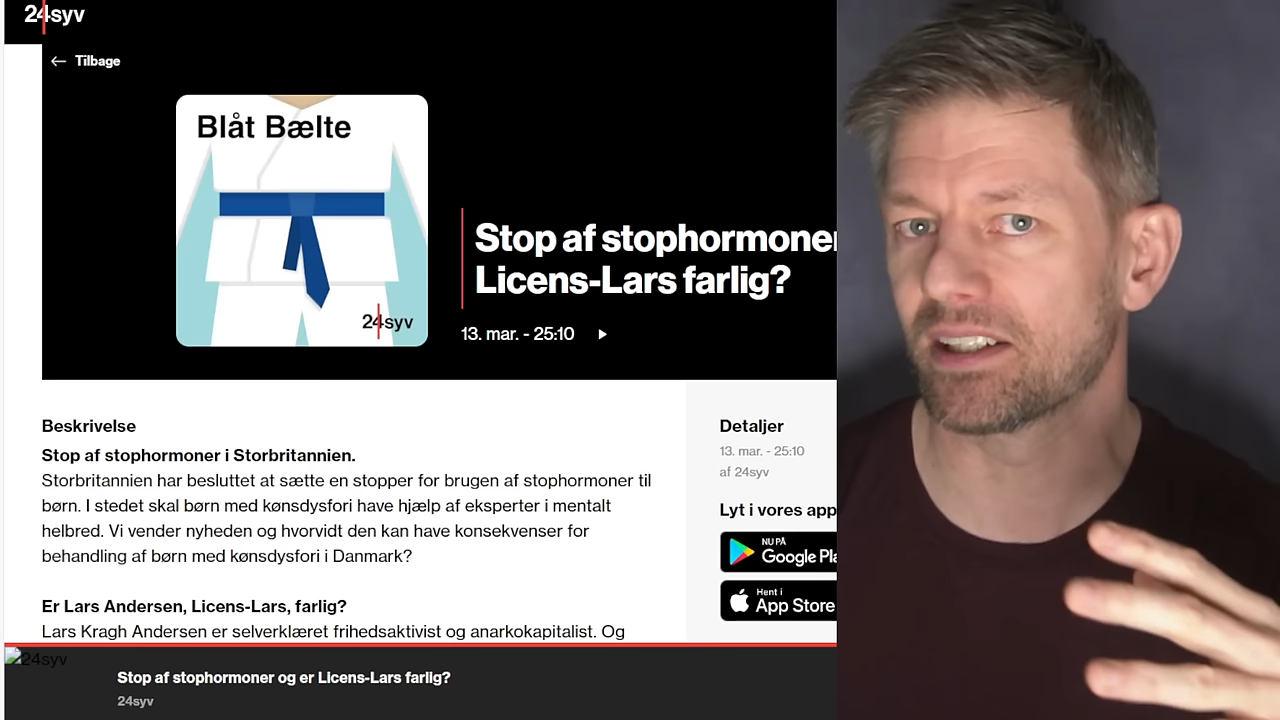 24syv
Tilbage
Blåt Bælte
24syv
Stop af stophormoner
Licens-Lars farlig?
13. mar. - 25:10
Beskrivelse
Stop af stophormoner i Storbritannien.
Storbritannien har besluttet at sætte en stopper for brugen af stophormoner til
børn. I stedet skal børn med kønsdysfori have hjælp af eksperter i mentalt
helbred. Vi vender nyheden og hvorvidt den kan have konsekvenser for
behandling af børn med kønsdysfori i Danmark?
Er Lars Andersen, Licens-Lars, farlig?
Lars Kragh Andersen er selverklæret frihedsaktivist og anarkokapitalist. Og
Detaljer
13. mar. - 25:10
af 24syv
Lyt i vores app
NU PÅ
Google Pla
Hent i
App Store
24syv
Stop af stophormoner og er Licens-Lars farlig?
24syv